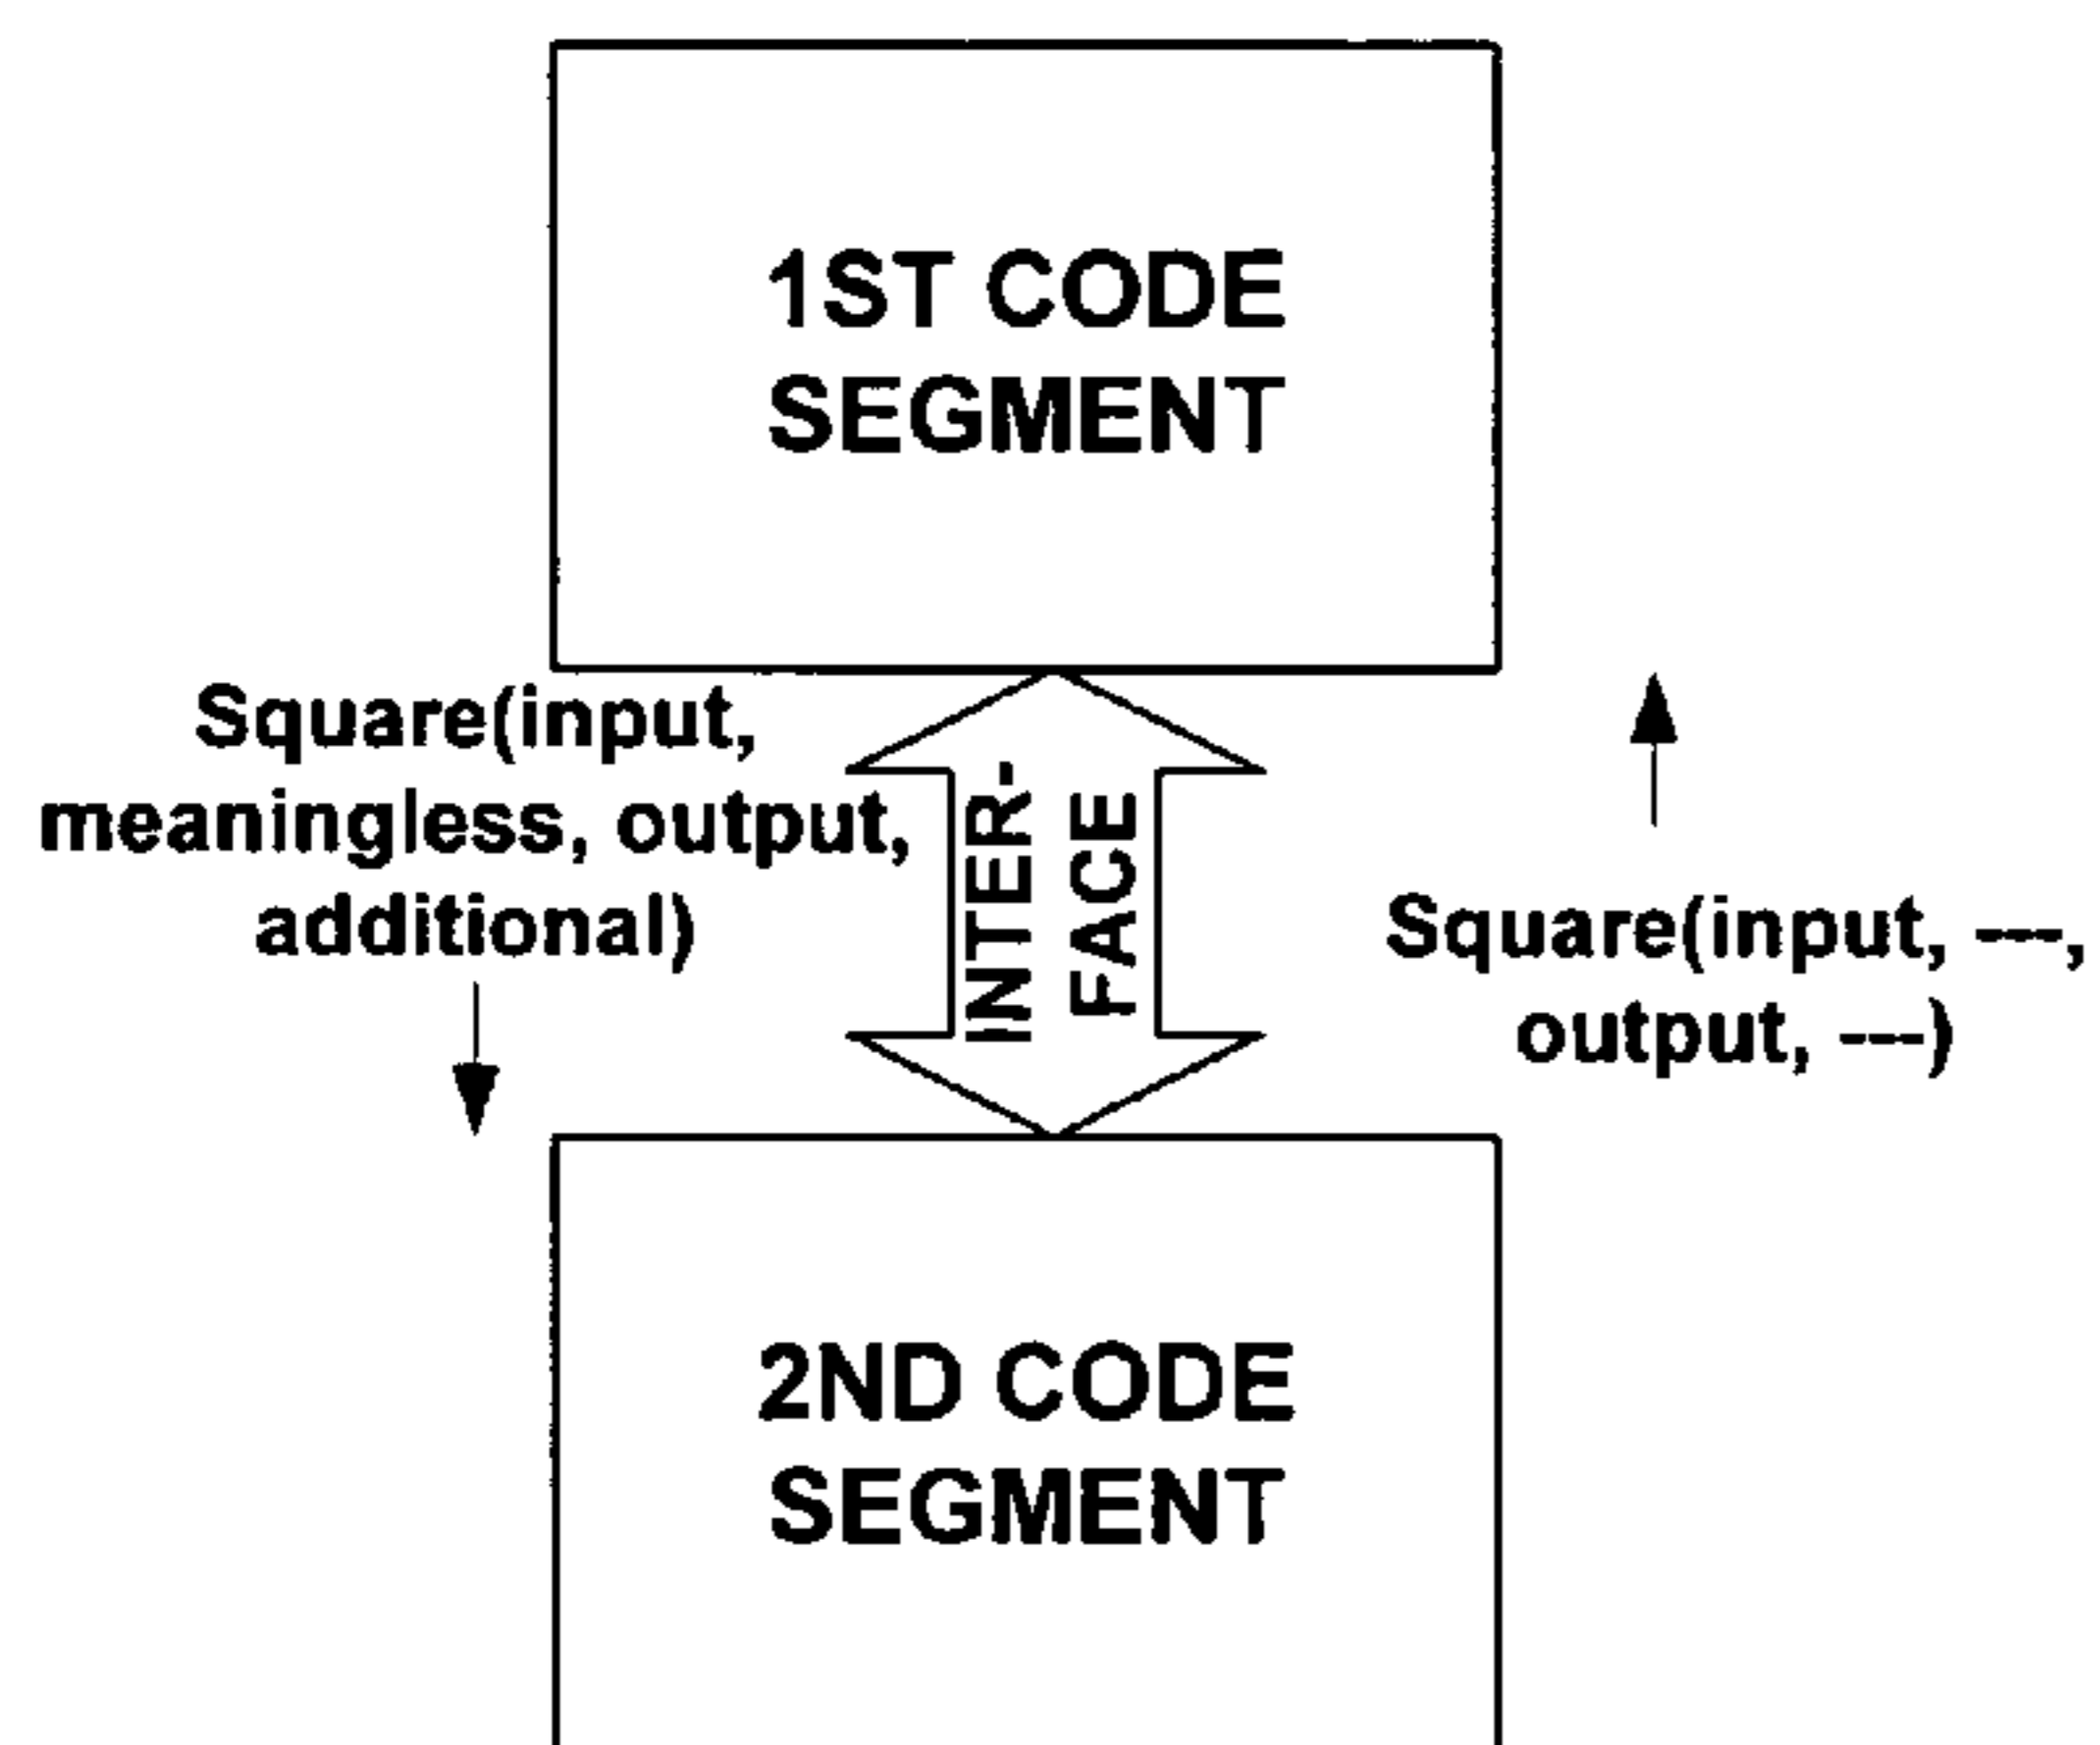 1ST CODE
SEGMENT
Square(input,
meaningless, output,
additional)
INTER-
FACE
Square(input, ---,
output, ---)
2ND CODE
SEGMENT